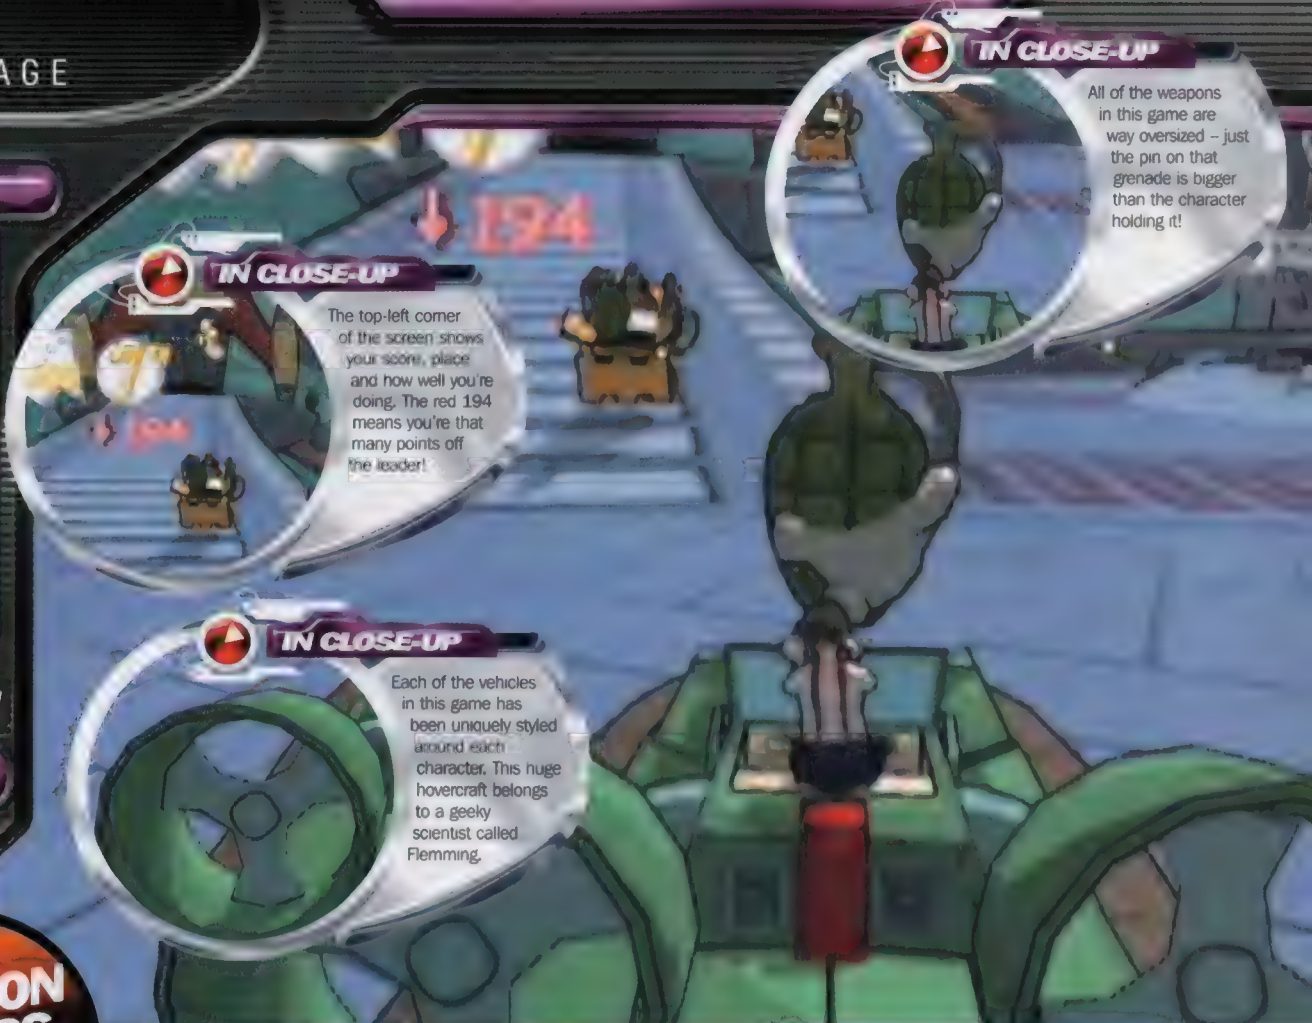 AGE
IN CLOSE-UP
All of the weapons
in this game are
way oversized – just
the pin on that
grenade is bigger
than the character
holding it!
194
IN CLOSE-UP
The top-left corner
of the screen shows
your score, place
and how well you're
doing. The red 194
means you're that
many points off
the leader!
194
IN CLOSE-UP
Each of the vehicles
in this game has
been uniquely styled
around each
character. This huge
hovercraft belongs
to a geeky
scientist called
Flemming.
ON